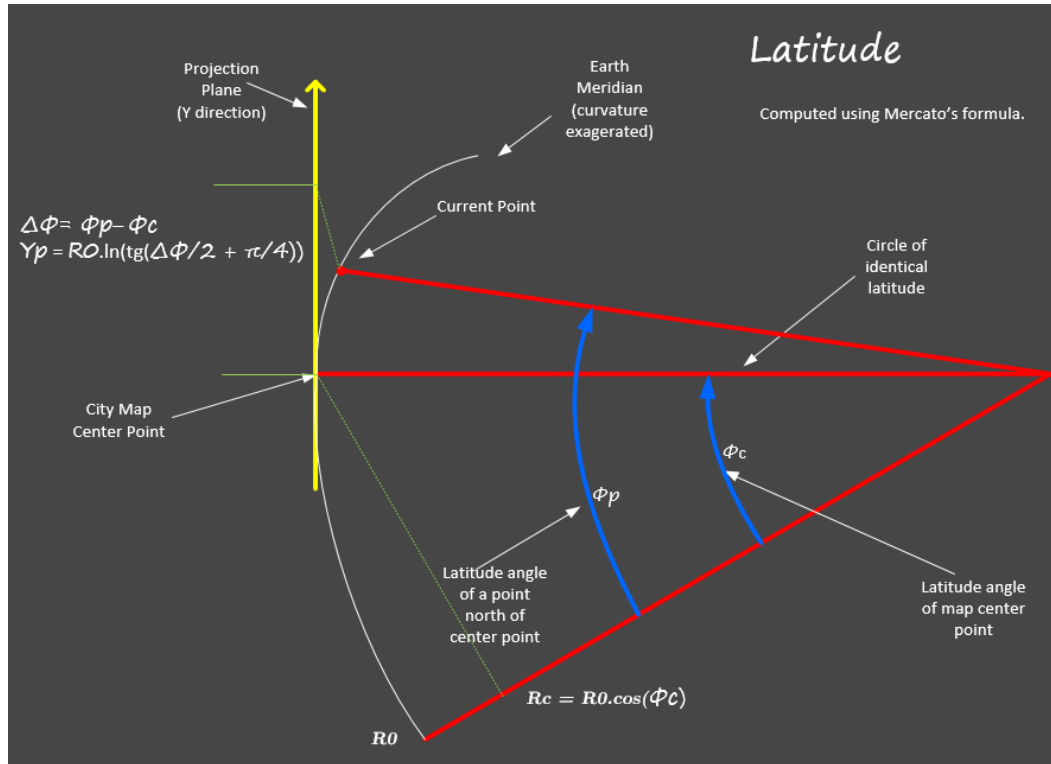 Latitude
Projection
Plane
(Y direction)
Earth
Meridian
(curvature
exagerated)
Computed using Mercato’s formula.
Current Point
ΔΦ= Φp–Φc
Yp = R0.ln(tg(ΔΦ/2 + π/4))
Circle of
identical
latitude
City Map
Center Point
Φc
Φp
Latitude angle
of a point
north of
center point
Latitude angle
of map center
point
Rc = R0.cos(Φc)
R0